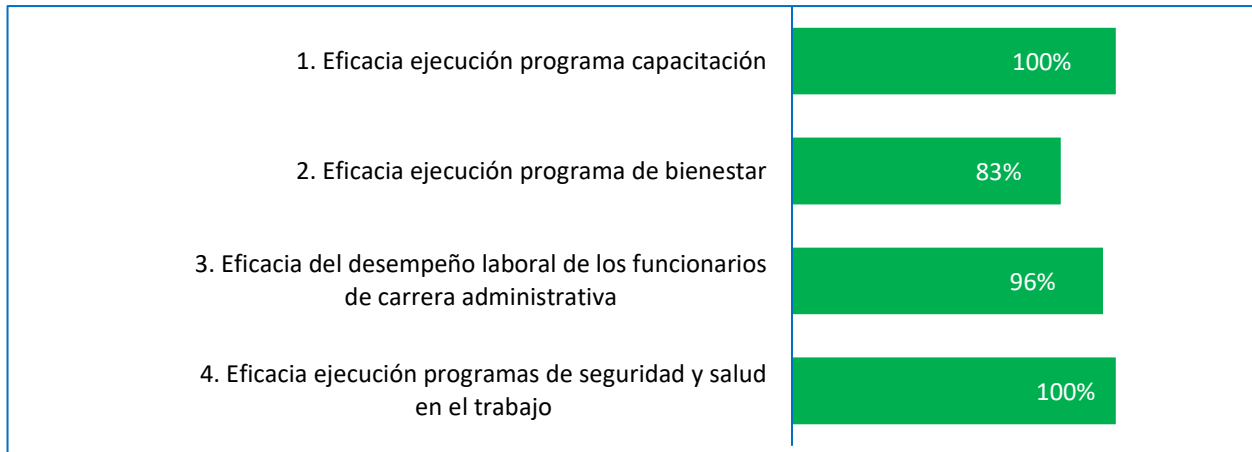 1. Eficacia ejecución programa capacitación
100%
2. Eficacia ejecución programa de bienestar
83%
3. Eficacia del desempeño laboral de los funcionarios
de carrera administrativa
96%
4. Eficacia ejecución programas de seguridad y salud
en el trabajo
100%